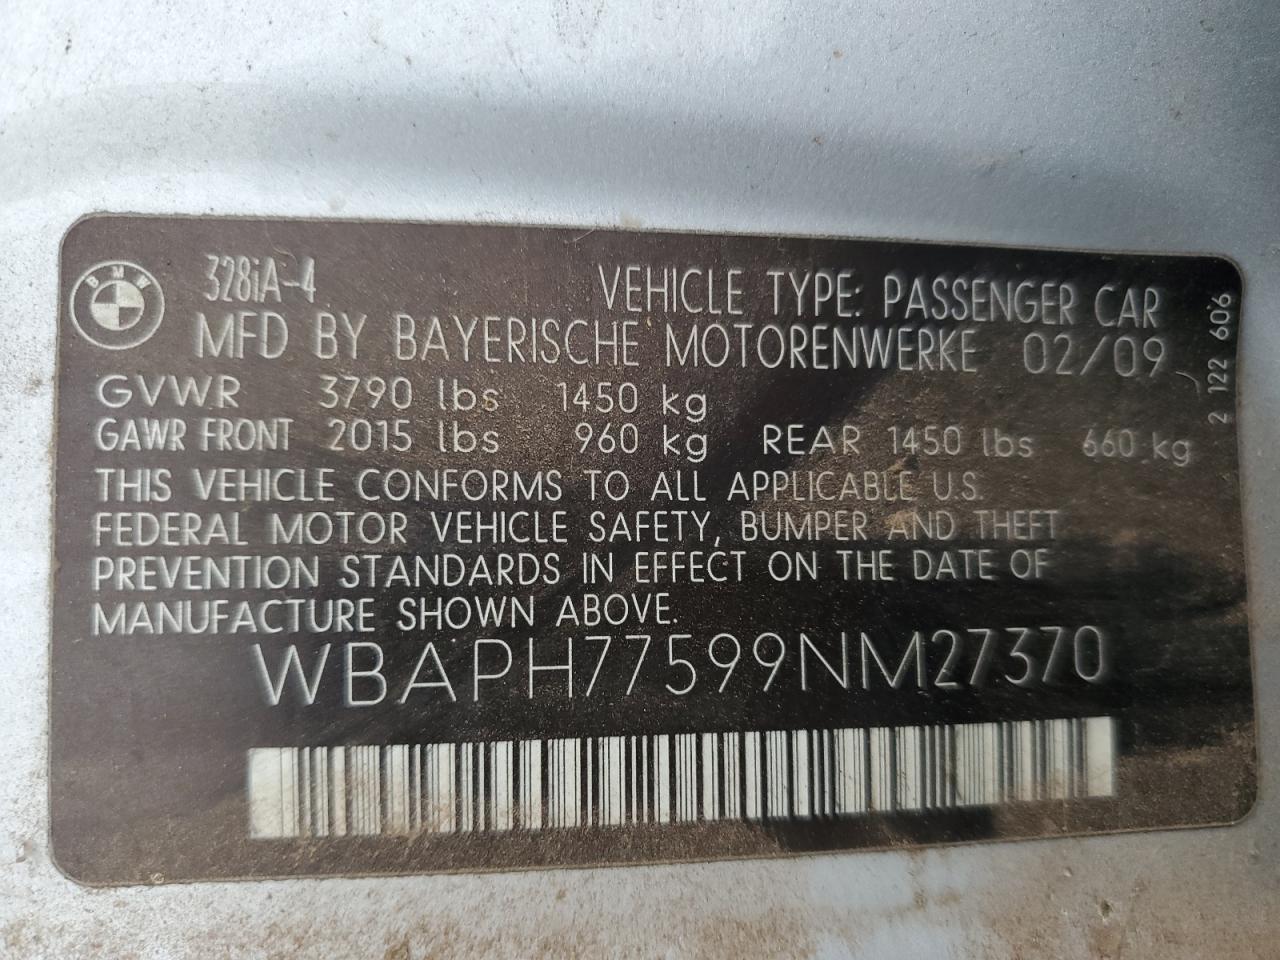 BMW
328iA-4
VEHICLE TYPE: PASSENGER CAR
MFD BY BAYERISCHE MOTORENWERKE 02/09
GVWR 3790 lbs 1450 kg
GAWR FRONT 2015 lbs 960 kg REAR 1450 lbs 660 kg
THIS VEHICLE CONFORMS TO ALL APPLICABLE U.S.
FEDERAL MOTOR VEHICLE SAFETY, BUMPER AND THEFT
PREVENTION STANDARDS IN EFFECT ON THE DATE OF
MANUFACTURE SHOWN ABOVE.
WBAPH77599NM27370
2 122 606